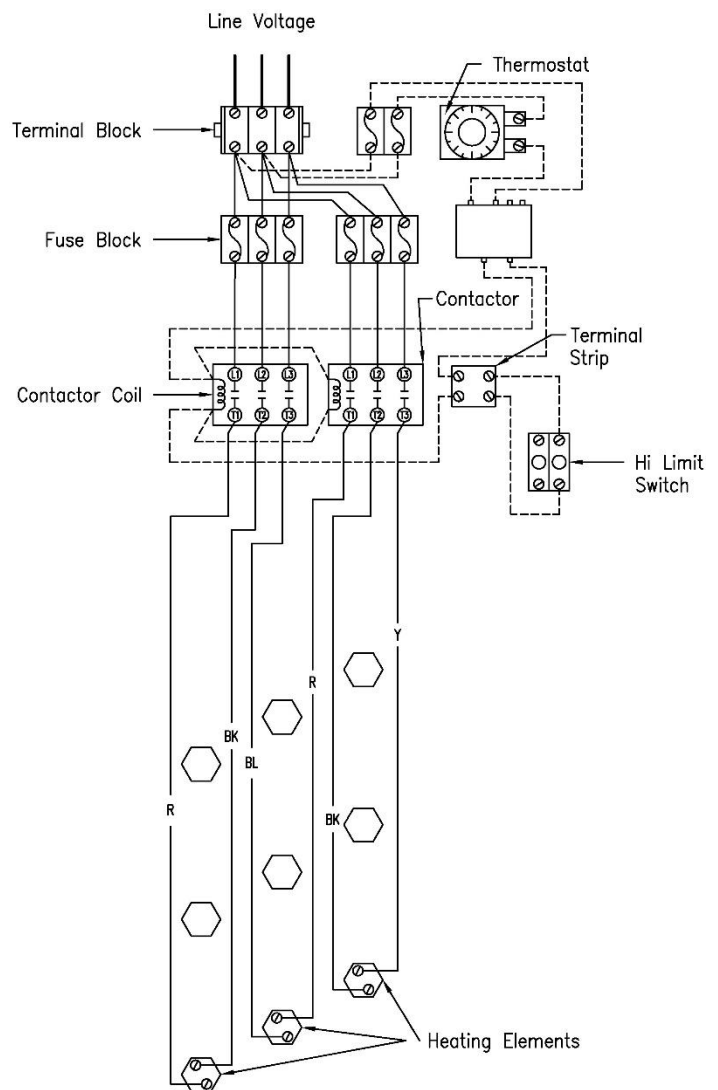 Line Voltage
Thermostat
Terminal Block
Fuse Block
Contactor
Terminal
Strip
L1 L2 L3 L1 L2 L3
Contactor Coil
T1 T2 T3 T1 T2 T3
Hi Limit
Switch
Y
R
BK
BL
R
BK
Heating Elements